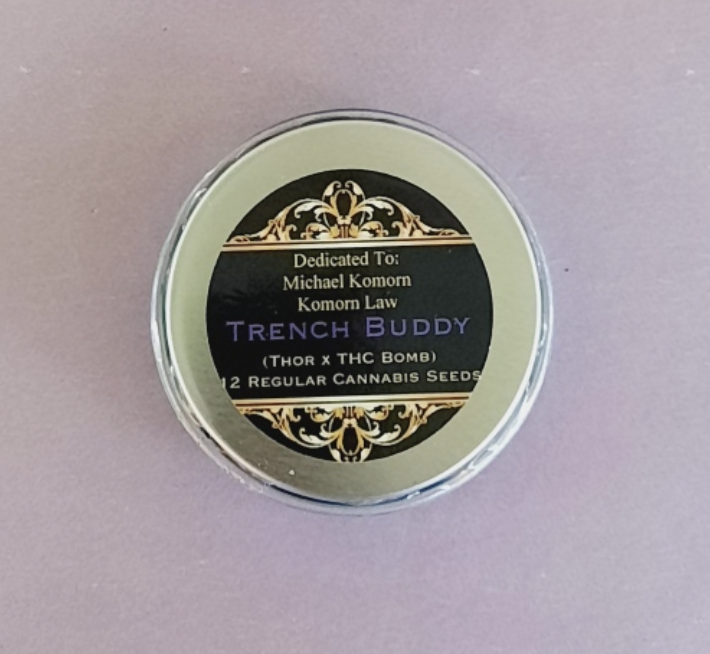 Dedicated To:
Michael Komorn
Komorn Law
Trench Buddy
(Thor x THC Bomb)
12 Regular Cannabis Seeds